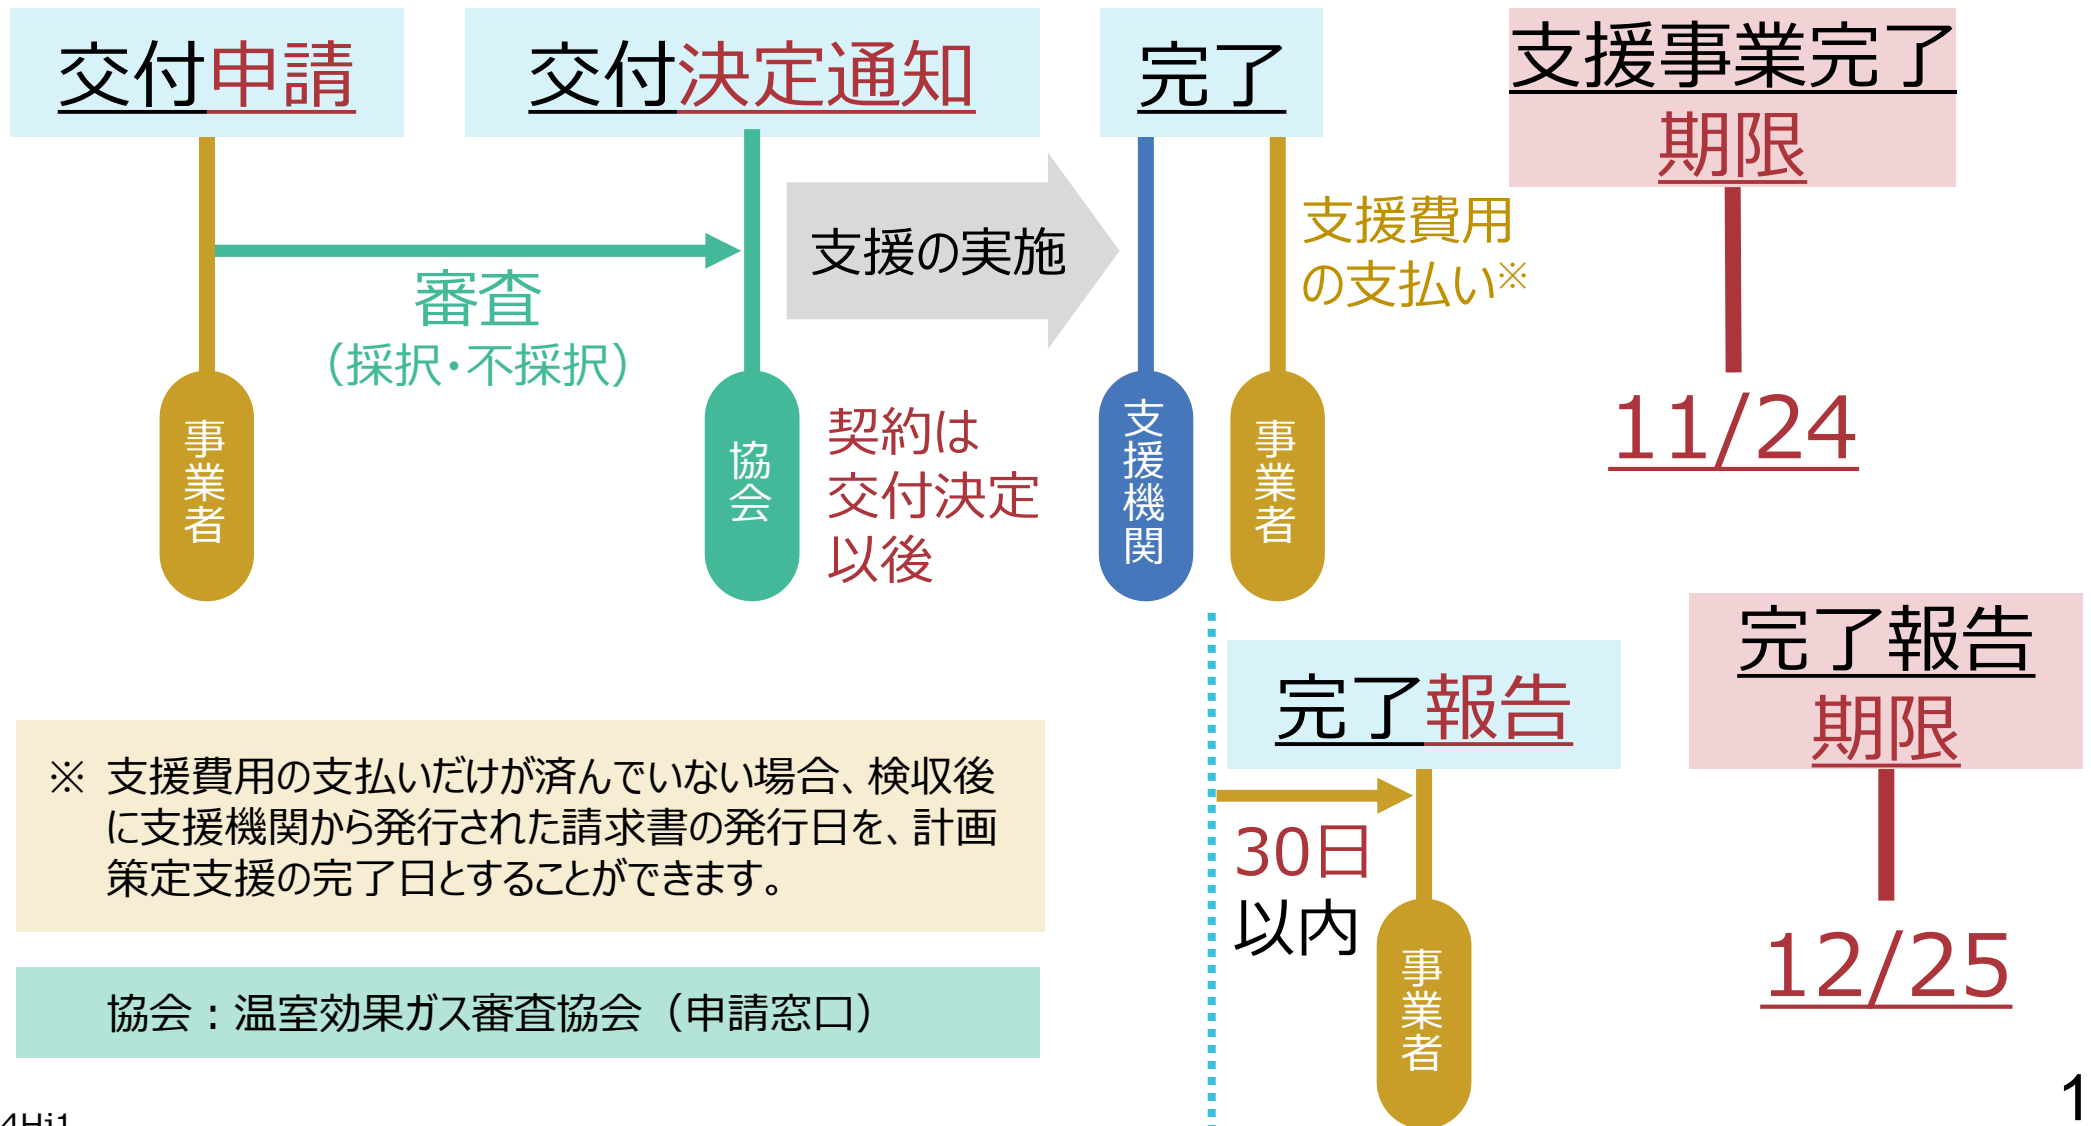 交付申請
交付決定通知
完了
支援事業完了
期限
審査
（採択・不採択）
支援の実施
支援費用
の支払い※
11/24
事業者
協会
契約は
交付決定
以後
支援機関
事業者
完了報告
30日
以内
事業者
完了報告
期限
12/25
※ 支援費用の支払いだけが済んでいない場合、検収後
に支援機関から発行された請求書の発行日を、計画
策定支援の完了日とすることができます。
協会：温室効果ガス審査協会（申請窓口）
1